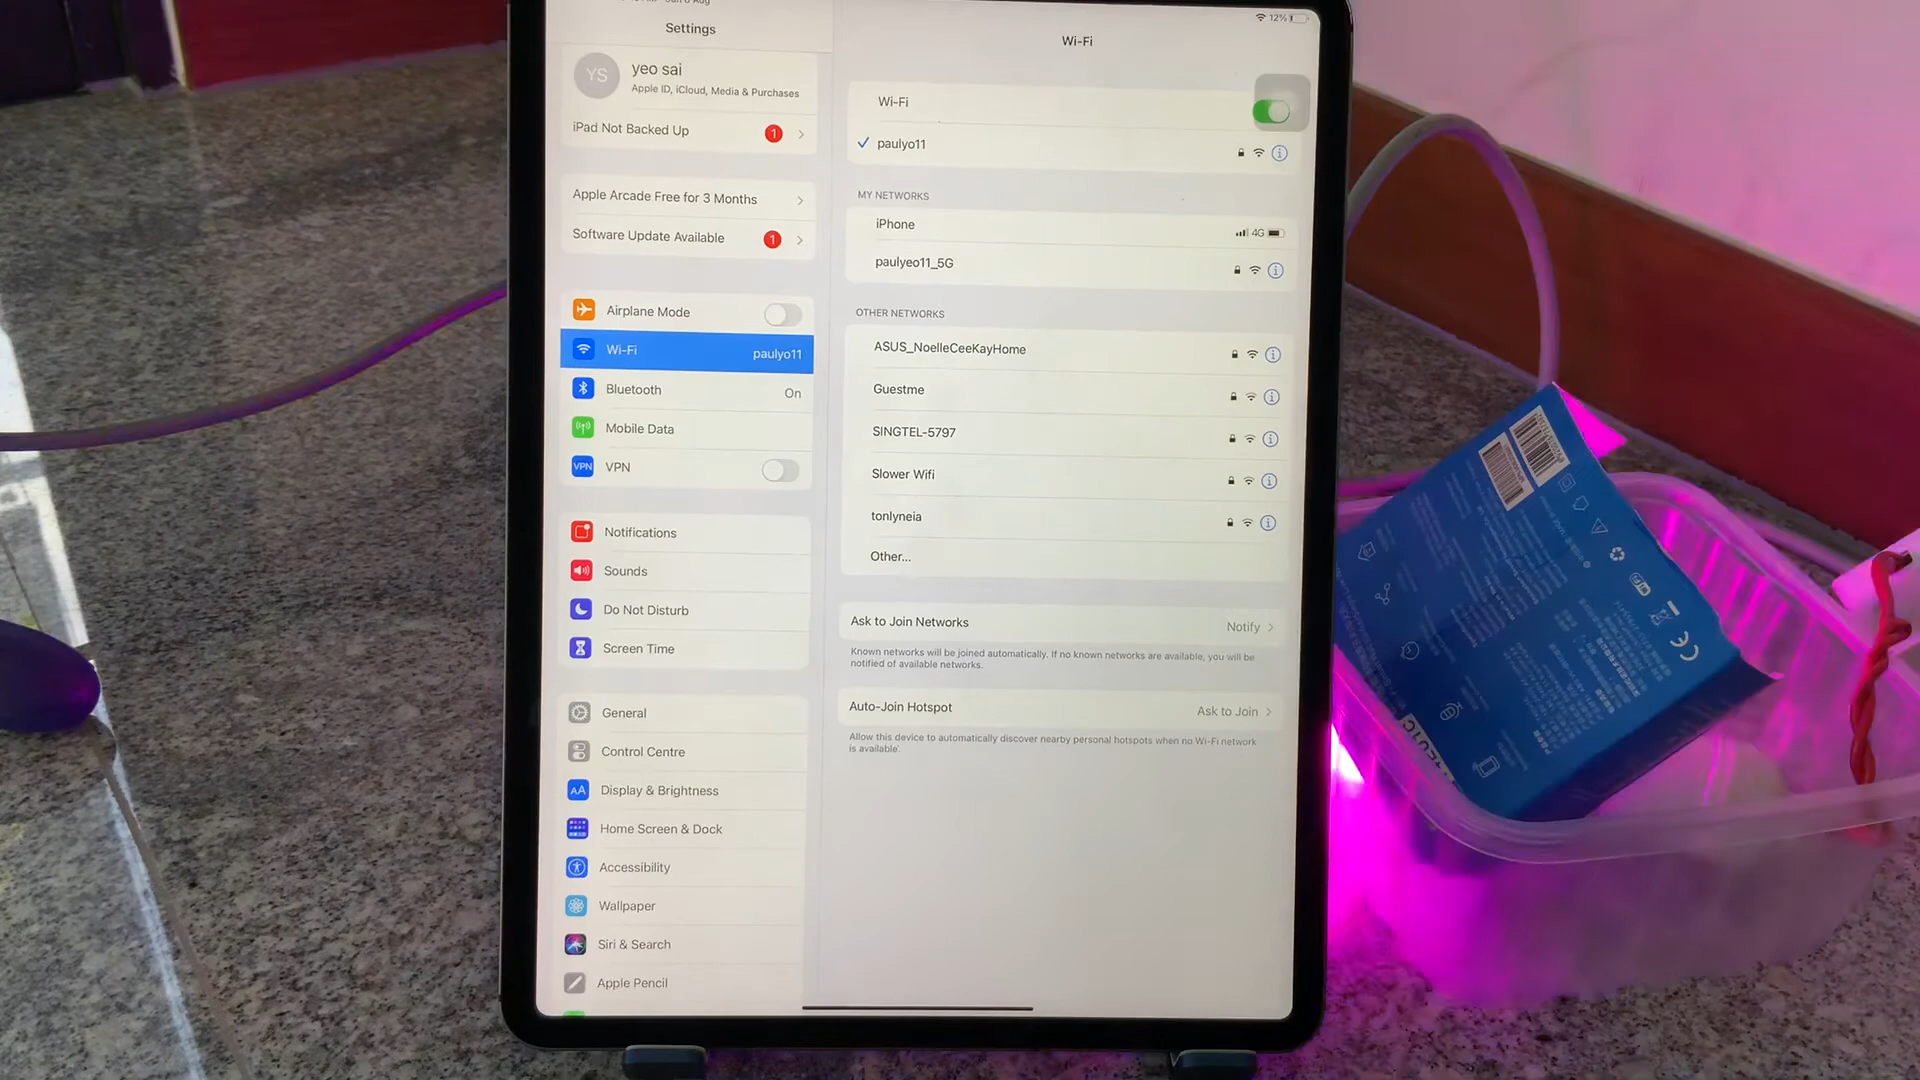 Settings
YS
yeo sai
Apple ID, iCloud, Media & Purchases
iPad Not Backed Up
1
Apple Arcade Free for 3 Months
Software Update Available
1
Airplane Mode
Wi-Fi
paulyo11
Bluetooth
On
Mobile Data
VPN
VPN
Notifications
Sounds
Do Not Disturb
Screen Time
General
Control Centre
AA
Display & Brightness
Home Screen & Dock
Accessibility
Wallpaper
Siri & Search
Apple Pencil
12%
Wi-Fi
Wi-Fi
paulyo11
MY NETWORKS
iPhone
4G
paulyeo11_5G
OTHER NETWORKS
ASUS_NoelleCeeKayHome
Guestme
SINGTEL-5797
Slower Wifi
tonlyneia
Other...
Ask to Join Networks
Notify
Known networks will be joined automatically. If no known networks are available, you will be
notified of available networks.
Auto-Join Hotspot
Ask to Join
Allow this device to automatically discover nearby personal hotspots when no Wi-Fi network
is available.
CE